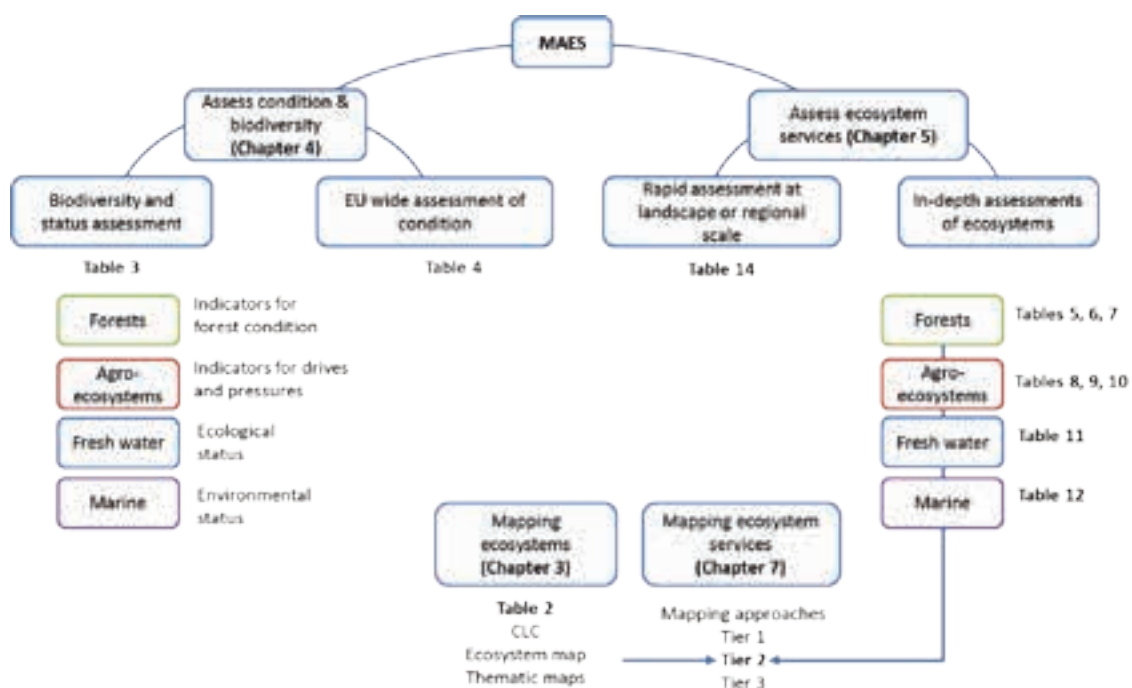 MAES
Assess condition &
biodiversity
(Chapter 4)
Assess ecosystem
services (Chapter 5)
Biodiversity and
status assessment
EU wide assessment of
condition
Rapid assessment at
landscape or regional
scale
In-depth assessments
of ecosystems
Table 3
Table 4
Table 14
Forests
Indicators for
forest condition
Agro-
ecosystems
Indicators for drives
and pressures
Fresh water
Ecological
status
Marine
Environmental
status
Forests
Tables 5, 6, 7
Agro-
ecosystems
Tables 8, 9, 10
Fresh water
Table 11
Marine
Table 12
Mapping
ecosystems
(Chapter 3)
Mapping ecosystem
services
(Chapter 7)
Table 2
CLC
Ecosystem map
Thematic maps
Mapping approaches
Tier 1
Tier 2
Tier 3